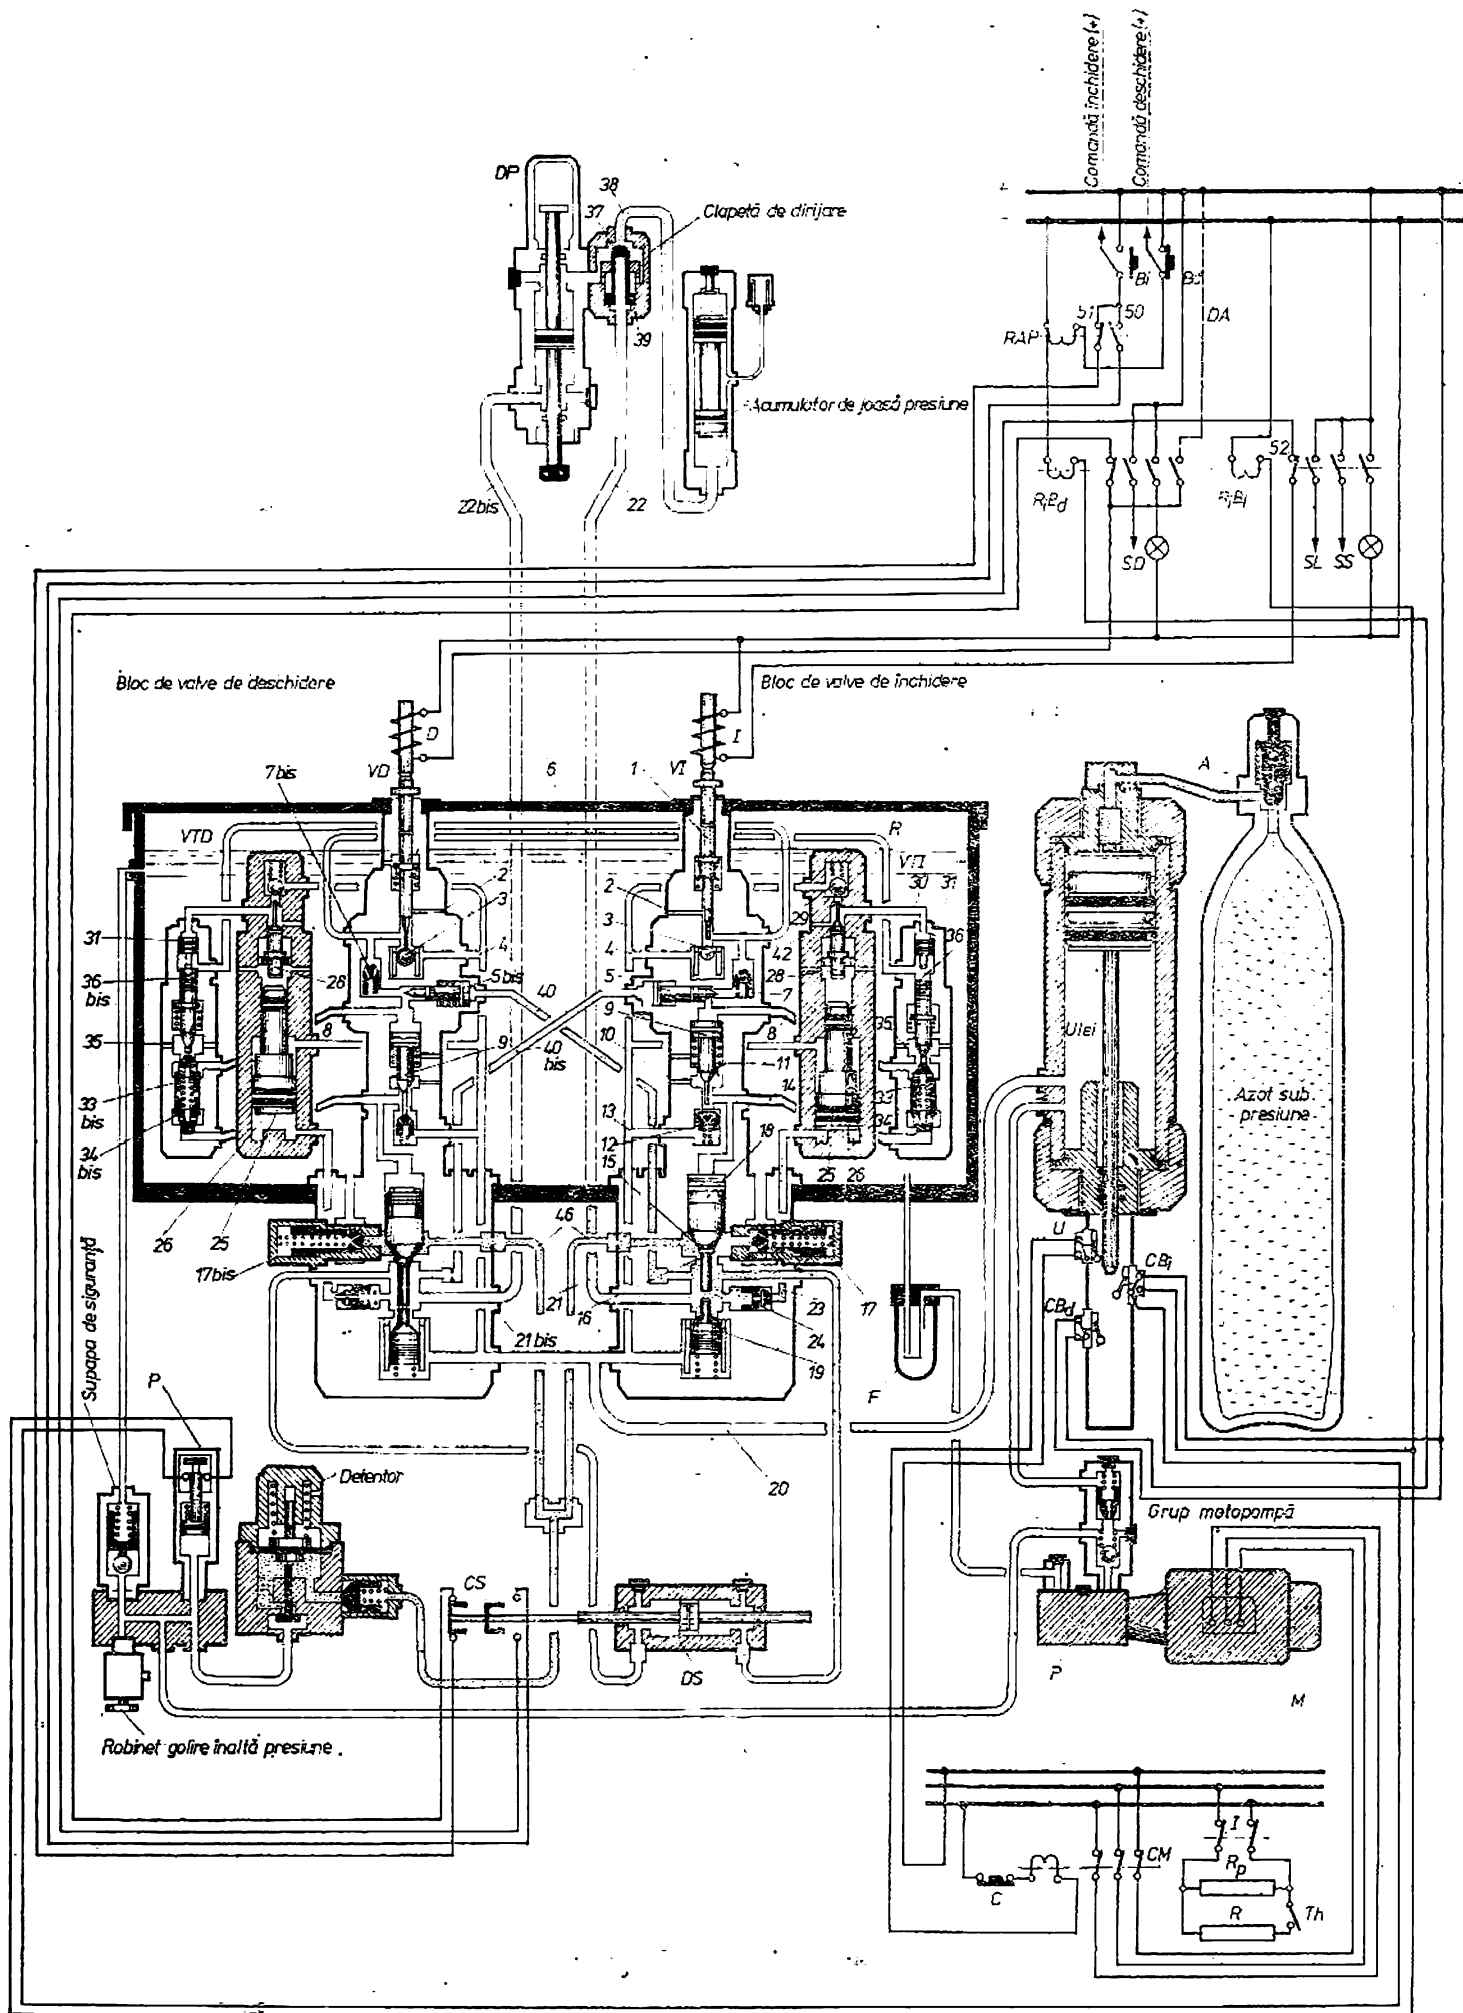 Comandă închidere (+)
Comandă deschidere (+)
+
−
DP
38
37
Clapetă de dirijare
39
Bi
51
50
DA
RAP
Acumulator de joasă presiune
22bis
22
52
SD
SL
SS
Bloc de valve de deschidere
Bloc de valve de închidere
D
I
7bis
VD
6
1
VI
A
VTD
R
VTI
30
31
2
3
4
2
3
4
29
42
36
31
36
bis
28
5bis
40
5
7
28
35
8
9
40
bis
9
10
8
11
14
35
33
bis
34
bis
13
12
15
18
33
34
25
26
Ulei
Azot sub
presiune
26
25
17bis
46
21
16
21bis
23
24
19
17
U
CBi
CBd
F
20
Supapa de siguranță
P
Detentor
Grup motopompă
CS
DS
P
M
Robinet golire înaltă presiune.
I
CM
Rp
R
Th
C